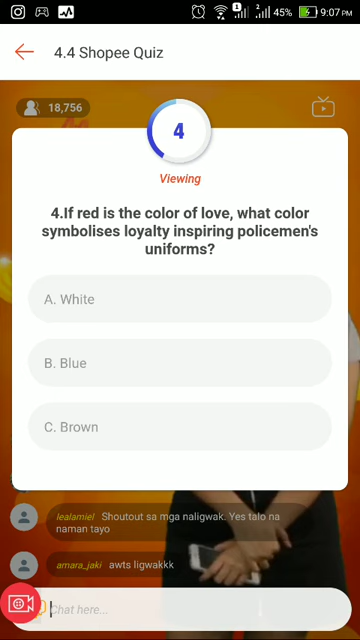 1
2
45%
9:07 PM
4.4 Shopee Quiz
18,756
4
Viewing
4.If red is the color of love, what color
symbolises loyalty inspiring policemen's
uniforms?
A. White
B. Blue
C. Brown
lealamiel Shoutout sa mga naligwak. Yes talo na
naman tayo
amara_jaki awts ligwakkk
Chat here...